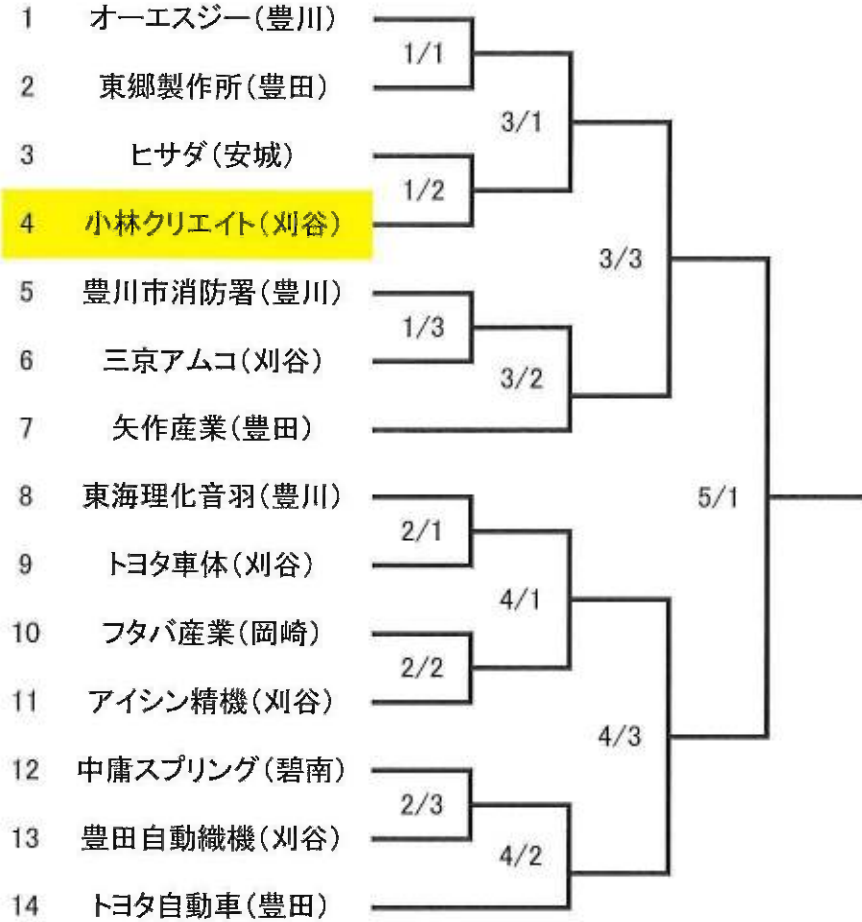 1 オーエスジー(豊川)
1/1
2 東郷製作所(豊田)
3/1
3 ヒサダ(安城)
1/2
4 小林クリエイト(刈谷)
3/3
5 豊川市消防署(豊川)
1/3
6 三京アムコ(刈谷)
3/2
7 矢作産業(豊田)
8 東海理化音羽(豊川)
5/1
2/1
9 トヨタ車体(刈谷)
4/1
10 フタバ産業(岡崎)
2/2
11 アイシン精機(刈谷)
4/3
12 中庸スプリング(碧南)
2/3
13 豊田自動織機(刈谷)
4/2
14 トヨタ自動車(豊田)